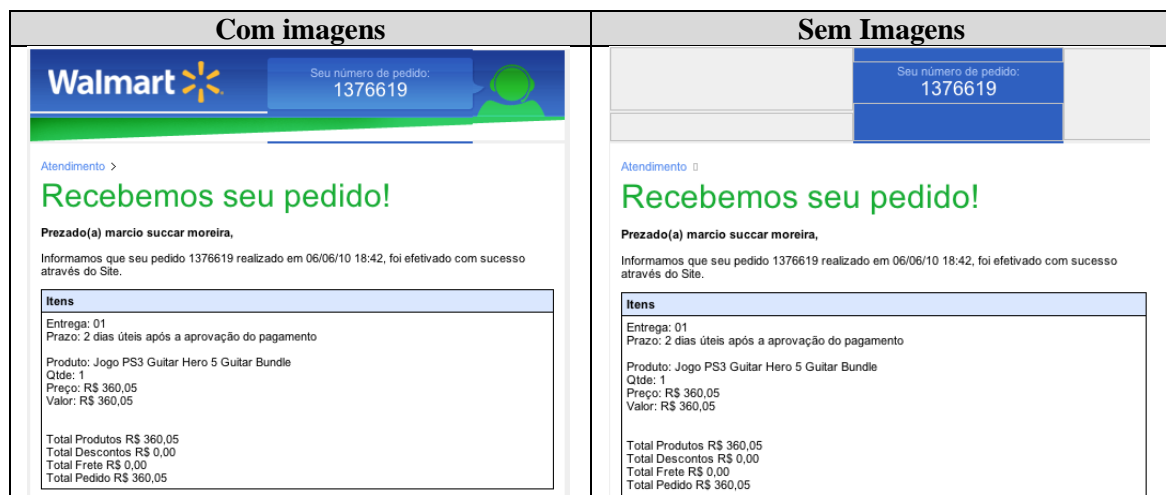 Com imagens
Walmart
Seu número de pedido:
1376619
Atendimento >
Recebemos seu pedido!
Prezado(a) marcio succar moreira,
Informamos que seu pedido 1376619 realizado em 06/06/10 18:42, foi efetivado com sucesso
através do Site.
Itens
Entrega: 01
Prazo: 2 dias úteis após a aprovação do pagamento
Produto: Jogo PS3 Guitar Hero 5 Guitar Bundle
Qtde: 1
Preço: R$ 360,05
Valor: R$ 360,05
Total Produtos R$ 360,05
Total Descontos R$ 0,00
Total Frete R$ 0,00
Total Pedido R$ 360,05
Sem Imagens
Seu número de pedido:
1376619
Atendimento ▯
Recebemos seu pedido!
Prezado(a) marcio succar moreira,
Informamos que seu pedido 1376619 realizado em 06/06/10 18:42, foi efetivado com sucesso
através do Site.
Itens
Entrega: 01
Prazo: 2 dias úteis após a aprovação do pagamento
Produto: Jogo PS3 Guitar Hero 5 Guitar Bundle
Qtde: 1
Preço: R$ 360,05
Valor: R$ 360,05
Total Produtos R$ 360,05
Total Descontos R$ 0,00
Total Frete R$ 0,00
Total Pedido R$ 360,05